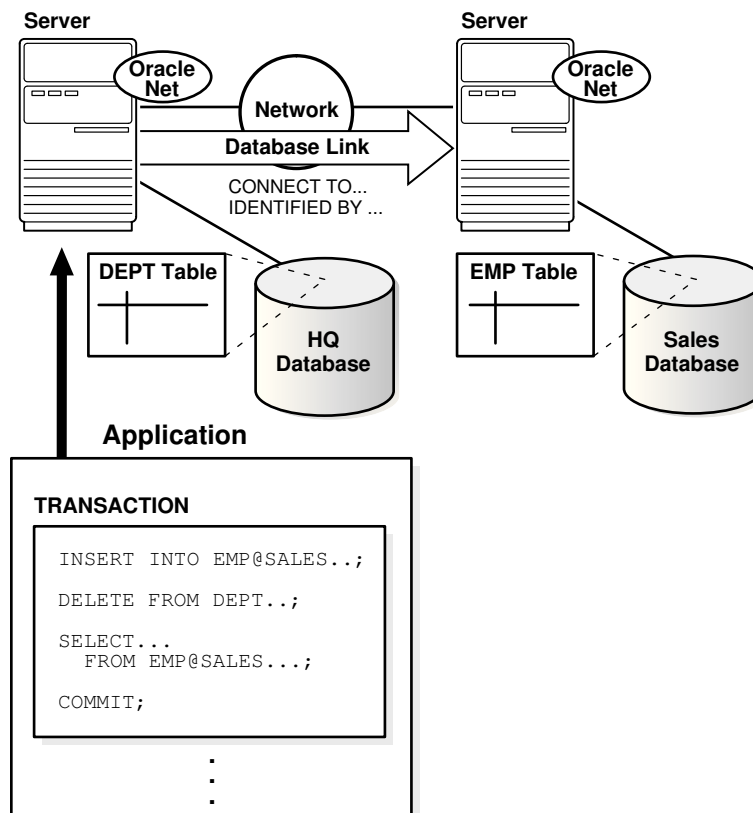 Server
Server
Oracle
Net
Oracle
Net
Network
Database Link
CONNECT TO...
IDENTIFIED BY ...
DEPT Table
EMP Table
HQ
Database
Sales
Database
Application
TRANSACTION
INSERT INTO EMP@SALES..;
DELETE FROM DEPT..;
SELECT...
FROM EMP@SALES...;
COMMIT;
.
.
.